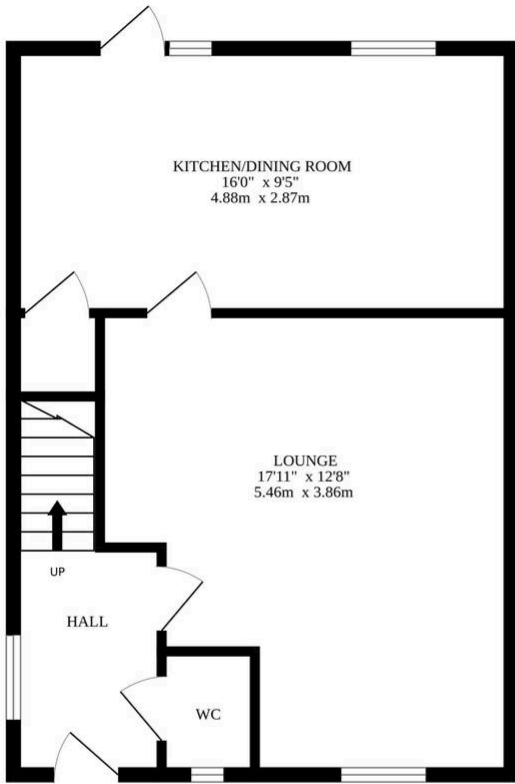 KITCHEN/DINING ROOM
16'0" x 9'5"
4.88m x 2.87m
LOUNGE
17'11" x 12'8"
5.46m x 3.86m
UP
HALL
WC